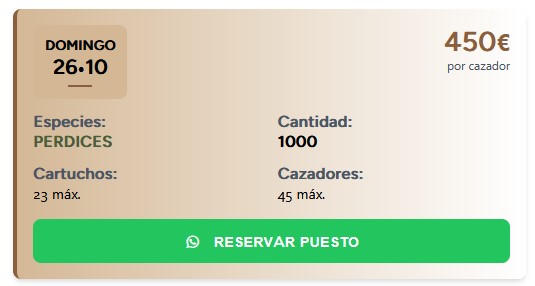 DOMINGO
26•10
450€
por cazador
Especies:
PERDICES
Cantidad:
1000
Cartuchos:
23 máx.
Cazadores:
45 máx.
RESERVAR PUESTO